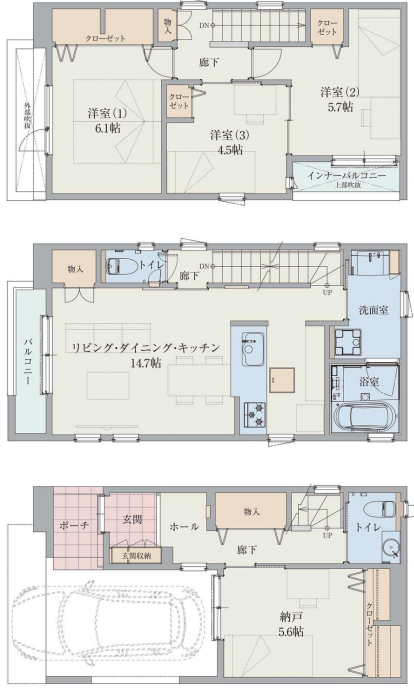 クローゼット
物入
DN
クローゼット
廊下
外部吹抜
洋室(1)
6.1帖
クローゼット
洋室(2)
5.7帖
洋室(3)
4.5帖
インナーバルコニー
上部吹抜
物入
トイレ
廊下
DN
UP
洗面室
バルコニー
リビング・ダイニング・キッチン
14.7帖
浴室
ポーチ
玄関
ホール
物入
UP
トイレ
玄関収納
廊下
納戸
5.6帖
クローゼット